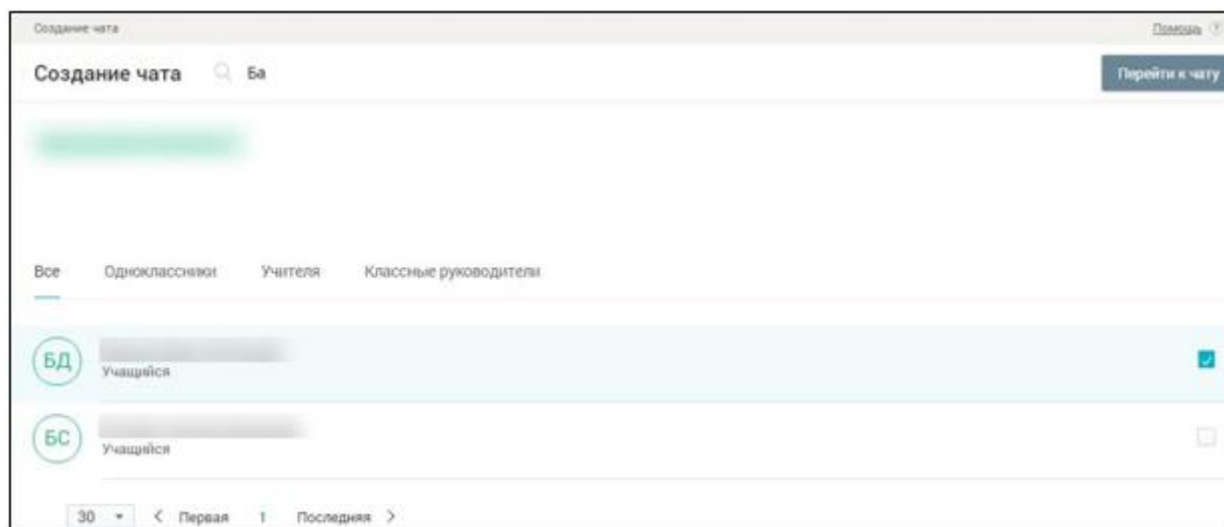 Создание чата Помощь
Создание чата Ба Перейти к чату
Все Одноклассники Учителя Классные руководители
БД
Учащийся
БС
Учащийся
30 Первая 1 Последняя